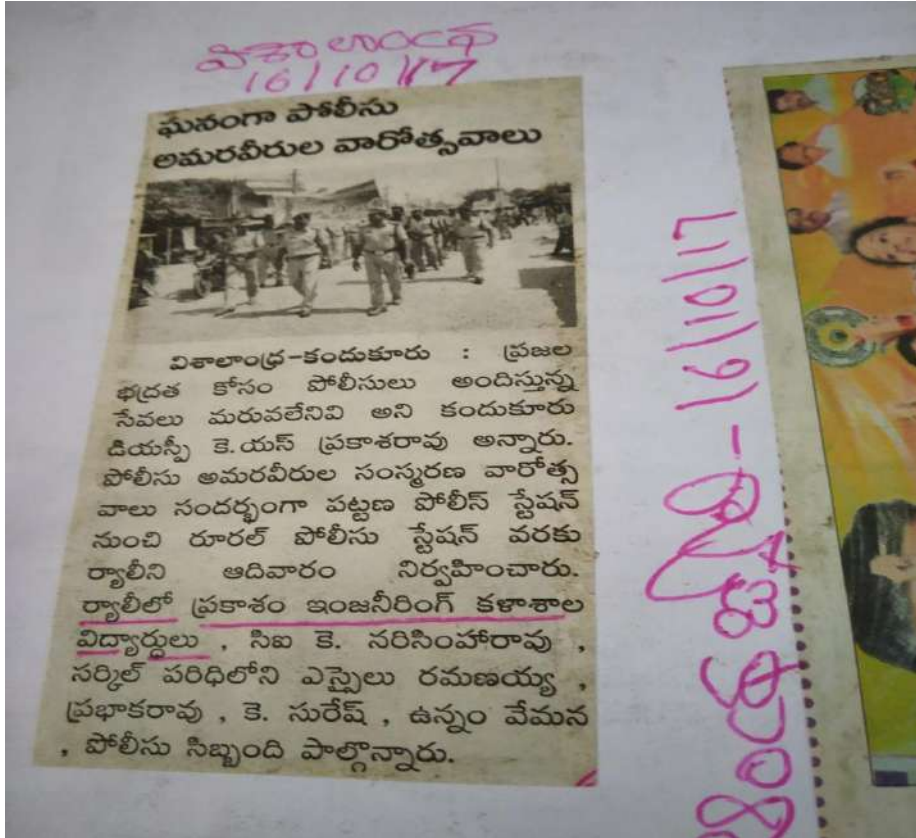 విశాలాంధ్ర
16/10/17
ఘనంగా పోలీసు
అమరవీరుల వారోత్సవాలు
విశాలాంధ్ర-కందుకూరు : ప్రజల
భద్రత కోసం పోలీసులు అందిస్తున్న
సేవలు మరువలేనివి అని కందుకూరు
డియస్పీ కె.యస్ ప్రకాశరావు అన్నారు.
పోలీసు అమరవీరుల సంస్మరణ వారోత్స
వాలు సందర్భంగా పట్టణ పోలీస్ స్టేషన్
నుంచి రూరల్ పోలీసు స్టేషన్ వరకు
ర్యాలీని ఆదివారం నిర్వహించారు.
ర్యాలీలో ప్రకాశం ఇంజనీరింగ్ కళాశాల
విద్యార్థులు , సిఐ కె. నరిసింహారావు ,
సర్కిల్ పరిధిలోని ఎస్సైలు రమణయ్య ,
ప్రభాకరావు , కె. సురేష్ , ఉన్నం వేమన
, పోలీసు సిబ్బంది పాల్గొన్నారు.
- 16/10/17